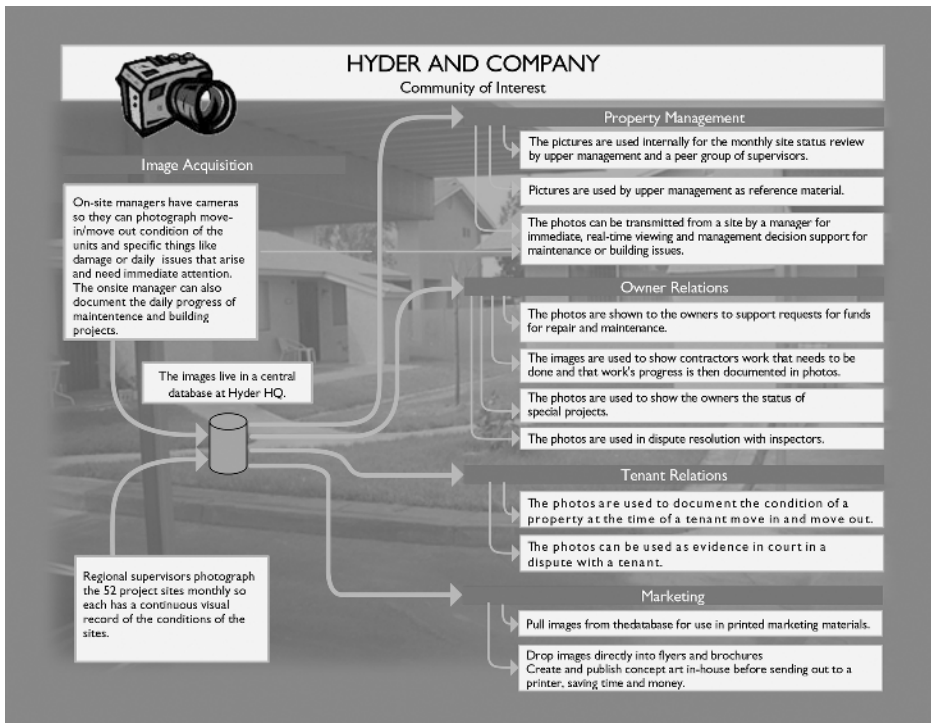 HYDER AND COMPANY
Community of Interest
Image Acquisition
On-site managers have cameras
so they can photograph move-
in/move out condition of the
units and specific things like
damage or daily issues that arise
and need immediate attention.
The onsite manager can also
document the daily progress of
maintentence and building
projects.
The images live in a central
database at Hyder HQ.
Regional supervisors photograph
the 52 project sites monthly so
each has a continuous visual
record of the conditions of the
sites.
Property Management
The pictures are used internally for the monthly site status review
by upper management and a peer group of supervisors.
Pictures are used by upper management as reference material.
The photos can be transmitted from a site by a manager for
immediate, real-time viewing and management decision support for
maintenance or building issues.
Owner Relations
The photos are shown to the owners to support requests for funds
for repair and maintenance.
The images are used to show contractors work that needs to be
done and that work's progress is then documented in photos.
The photos are used to show the owners the status of
special projects.
The photos are used in dispute resolution with inspectors.
Tenant Relations
The photos are used to document the condition of a
property at the time of a tenant move in and move out.
The photos can be used as evidence in court in a
dispute with a tenant.
Marketing
Pull images from thedatabase for use in printed marketing materials.
Drop images directly into flyers and brochures
Create and publish concept art in-house before sending out to a
printer, saving time and money.